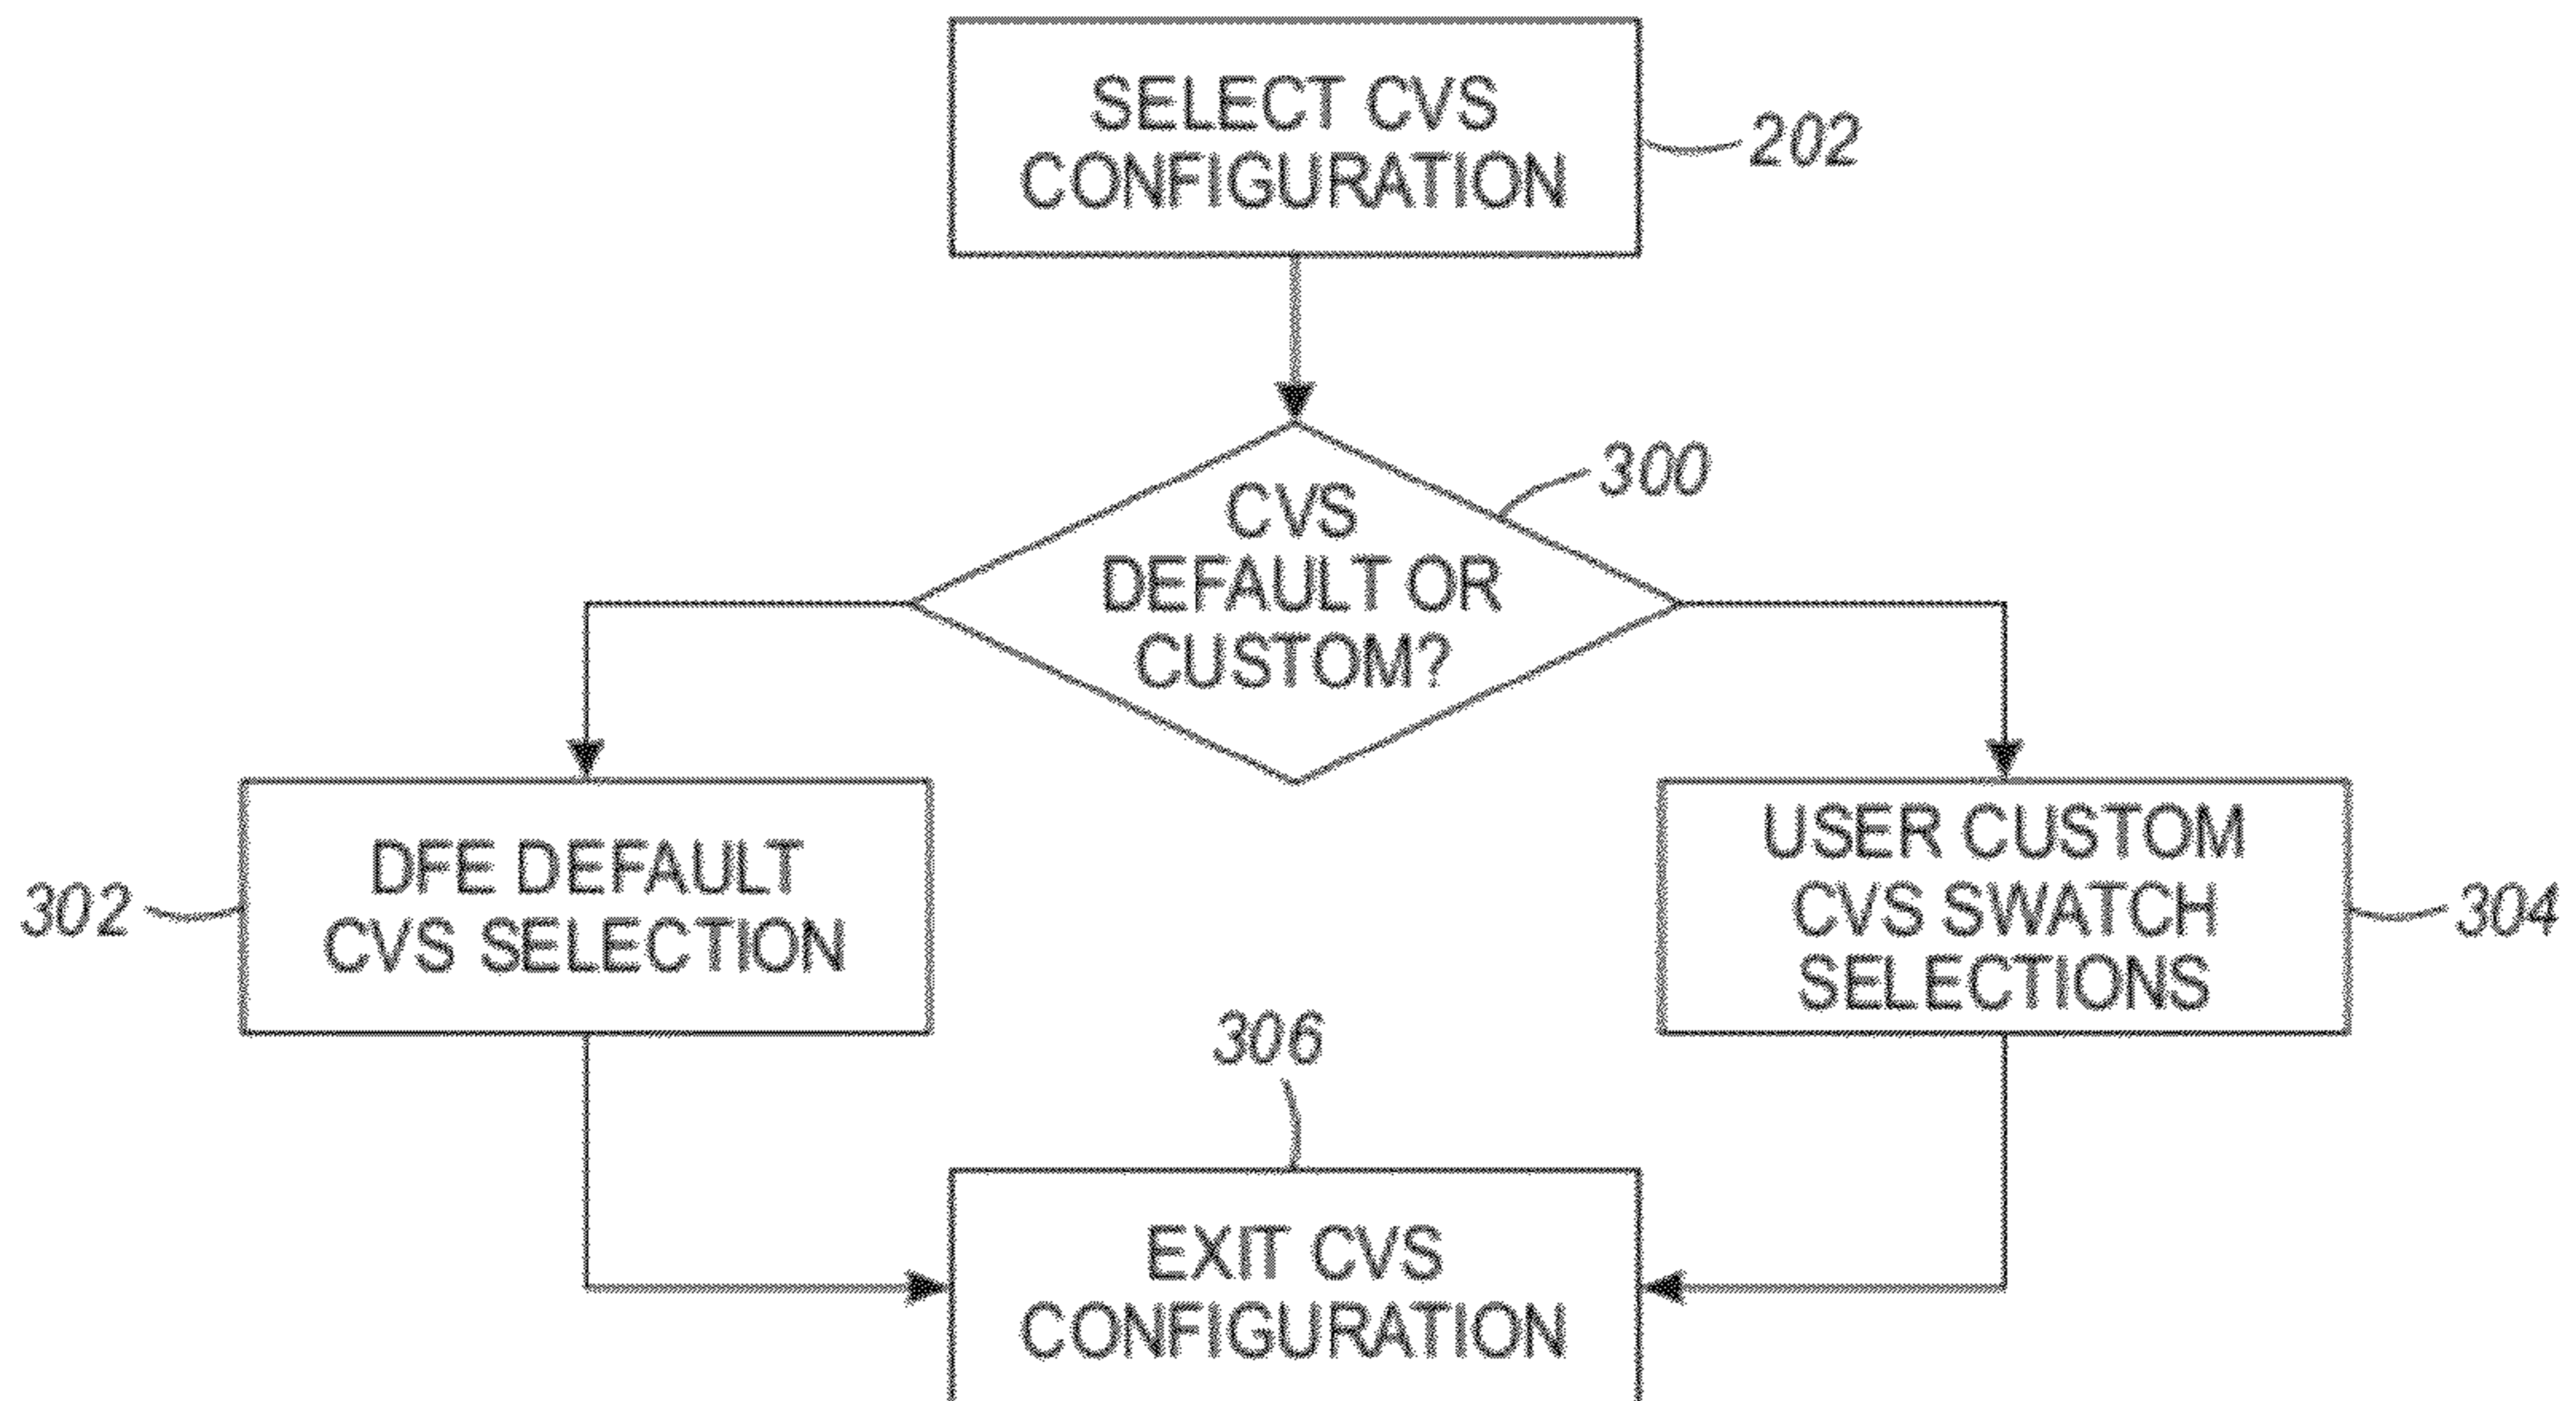 SELECT CVS
CONFIGURATION
202
300
CVS
DEFAULT OR
CUSTOM?
302
DFE DEFAULT
CVS SELECTION
USER CUSTOM
CVS SWATCH
SELECTIONS
304
306
EXIT CVS
CONFIGURATION